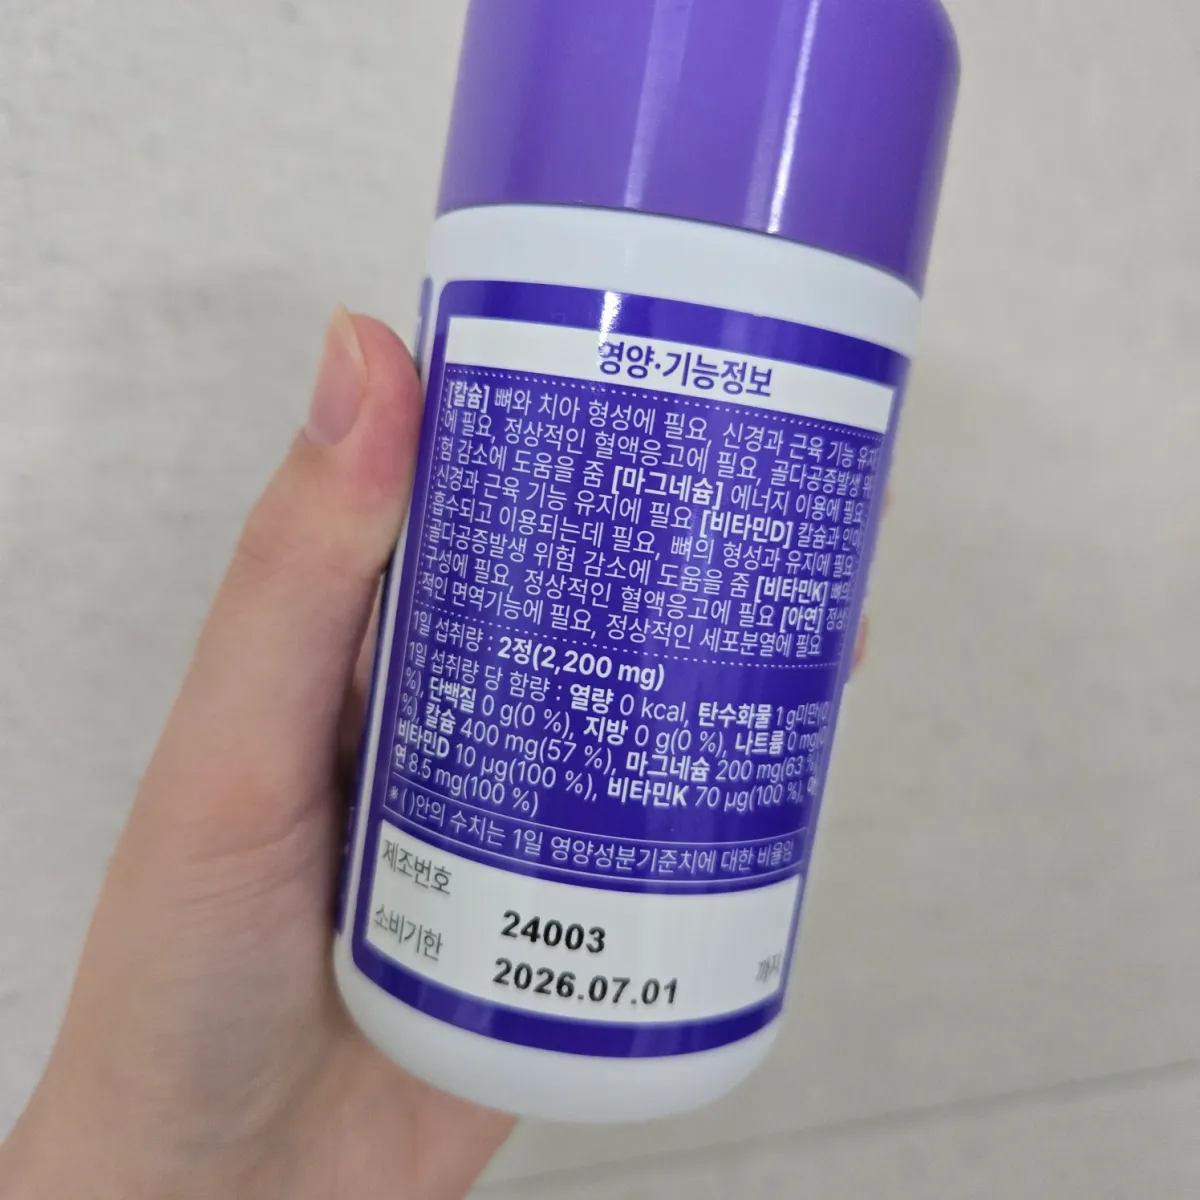 영양·기능정보
[칼슘] 뼈와 치아 형성에 필요, 신경과 근육 기능 유지
에 필요, 정상적인 혈액응고에 필요, 골다공증발생 위
험 감소에 도움을 줌 [마그네슘] 에너지 이용에 필요,
신경과 근육 기능 유지에 필요 [비타민D] 칼슘과 인이
흡수되고 이용되는데 필요, 뼈의 형성과 유지에 필요,
골다공증발생 위험 감소에 도움을 줌 [비타민K] 뼈의
구성에 필요, 정상적인 혈액응고에 필요 [아연] 정상
적인 면역기능에 필요, 정상적인 세포분열에 필요
1일 섭취량 : 2정(2,200 mg)
1일 섭취량 당 함량 : 열량 0 kcal, 탄수화물 1 g미만(0
%), 단백질 0 g(0 %), 지방 0 g(0 %), 나트륨 0 mg(0
%), 칼슘 400 mg(57 %), 마그네슘 200 mg(63 %),
비타민D 10 µg(100 %), 비타민K 70 µg(100 %), 아
연 8.5 mg(100 %)
※ ( )안의 수치는 1일 영양성분기준치에 대한 비율임
제조번호 24003
소비기한 2026.07.01 까지